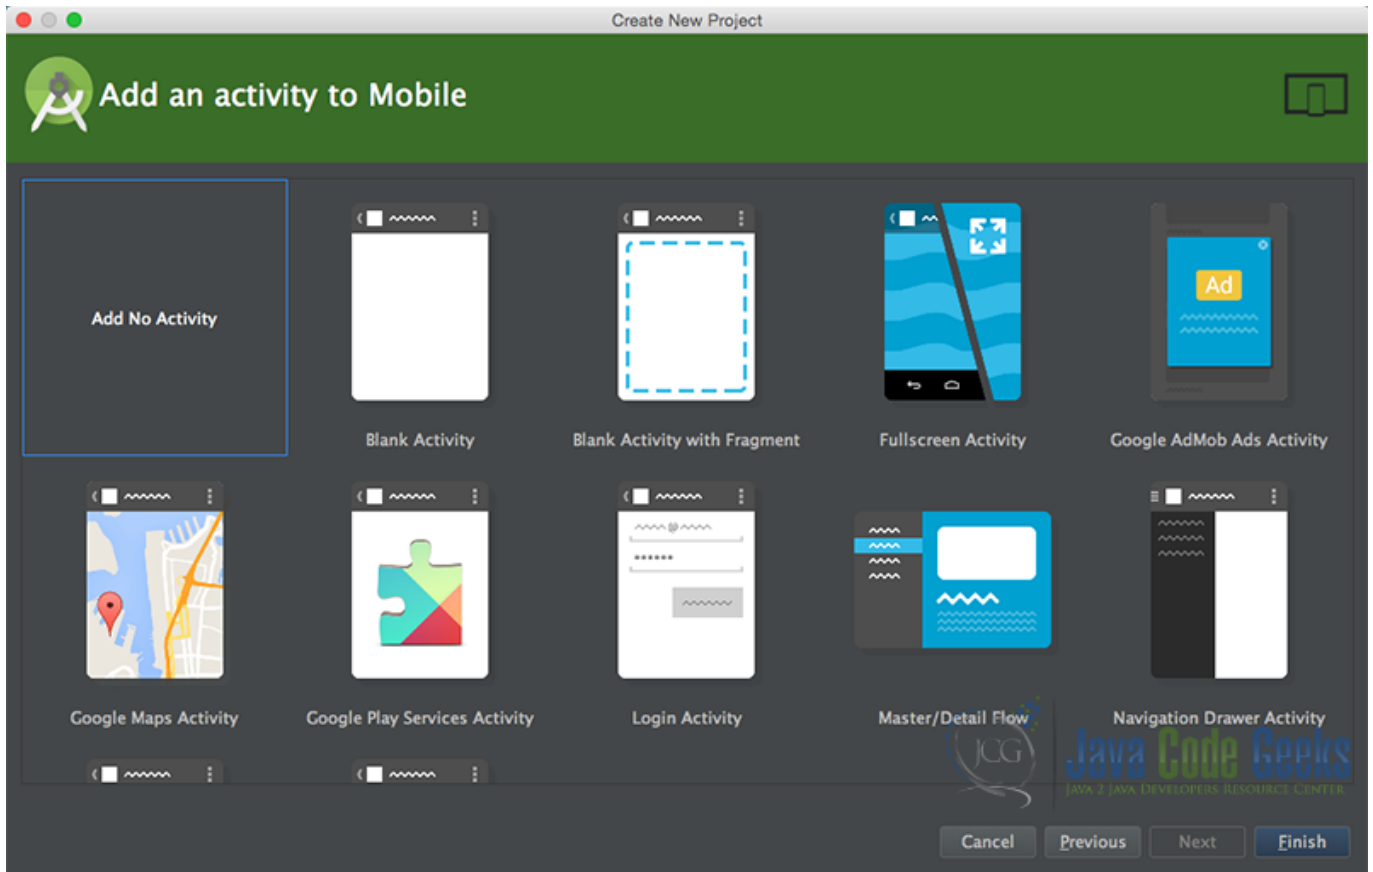 Create New Project
Add an activity to Mobile
Add No Activity
Ad
Blank Activity
Blank Activity with Fragment
Fullscreen Activity
Google AdMob Ads Activity
Google Maps Activity
Google Play Services Activity
Login Activity
Master/Detail Flow
Navigation Drawer Activity
JCG
Java Code Geeks
JAVA 2 JAVA DEVELOPERS RESOURCE CENTER
Cancel
Previous
Next
Finish